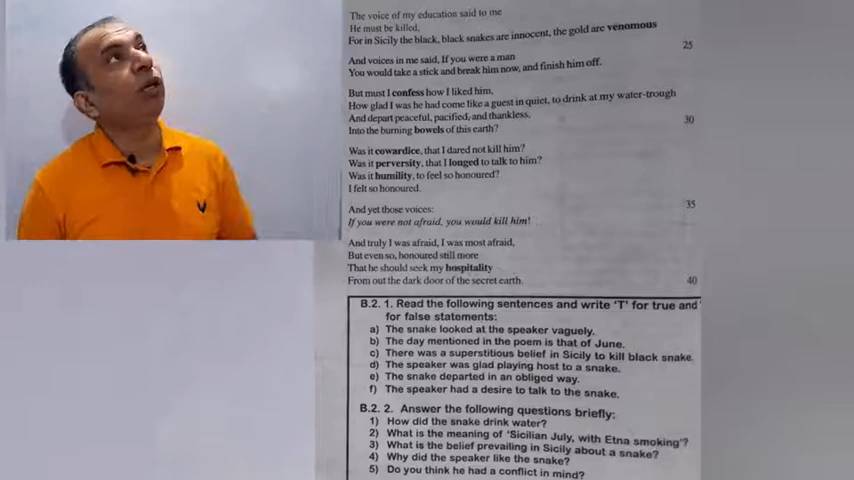 The voice of my education said to me
He must be killed,
For in Sicily the black, black snakes are innocent, the gold are venomous
25
And voices in me said, If you were a man
You would take a stick and break him now, and finish him off.
But must I confess how I liked him,
How glad I was he had come like a guest in quiet, to drink at my water-trough
And depart peaceful, pacified, and thankless,
30
Into the burning bowels of this earth?
Was it cowardice, that I dared not kill him?
Was it perversity, that I longed to talk to him?
Was it humility, to feel so honoured?
I felt so honoured.
35
And yet those voices:
If you were not afraid, you would kill him!
And truly I was afraid, I was most afraid,
But even so, honoured still more
That he should seek my hospitality
From out the dark door of the secret earth.
40
B.2. 1. Read the following sentences and write 'T' for true and
for false statements:
a) The snake looked at the speaker vaguely.
b) The day mentioned in the poem is that of June.
c) There was a superstitious belief in Sicily to kill black snake.
d) The speaker was glad playing host to a snake.
e) The snake departed in an obliged way.
f) The speaker had a desire to talk to the snake.
B.2. 2. Answer the following questions briefly:
1) How did the snake drink water?
2) What is the meaning of 'Sicilian July, with Etna smoking'?
3) What is the belief prevailing in Sicily about a snake?
4) Why did the speaker like the snake?
5) Do you think he had a conflict in mind?